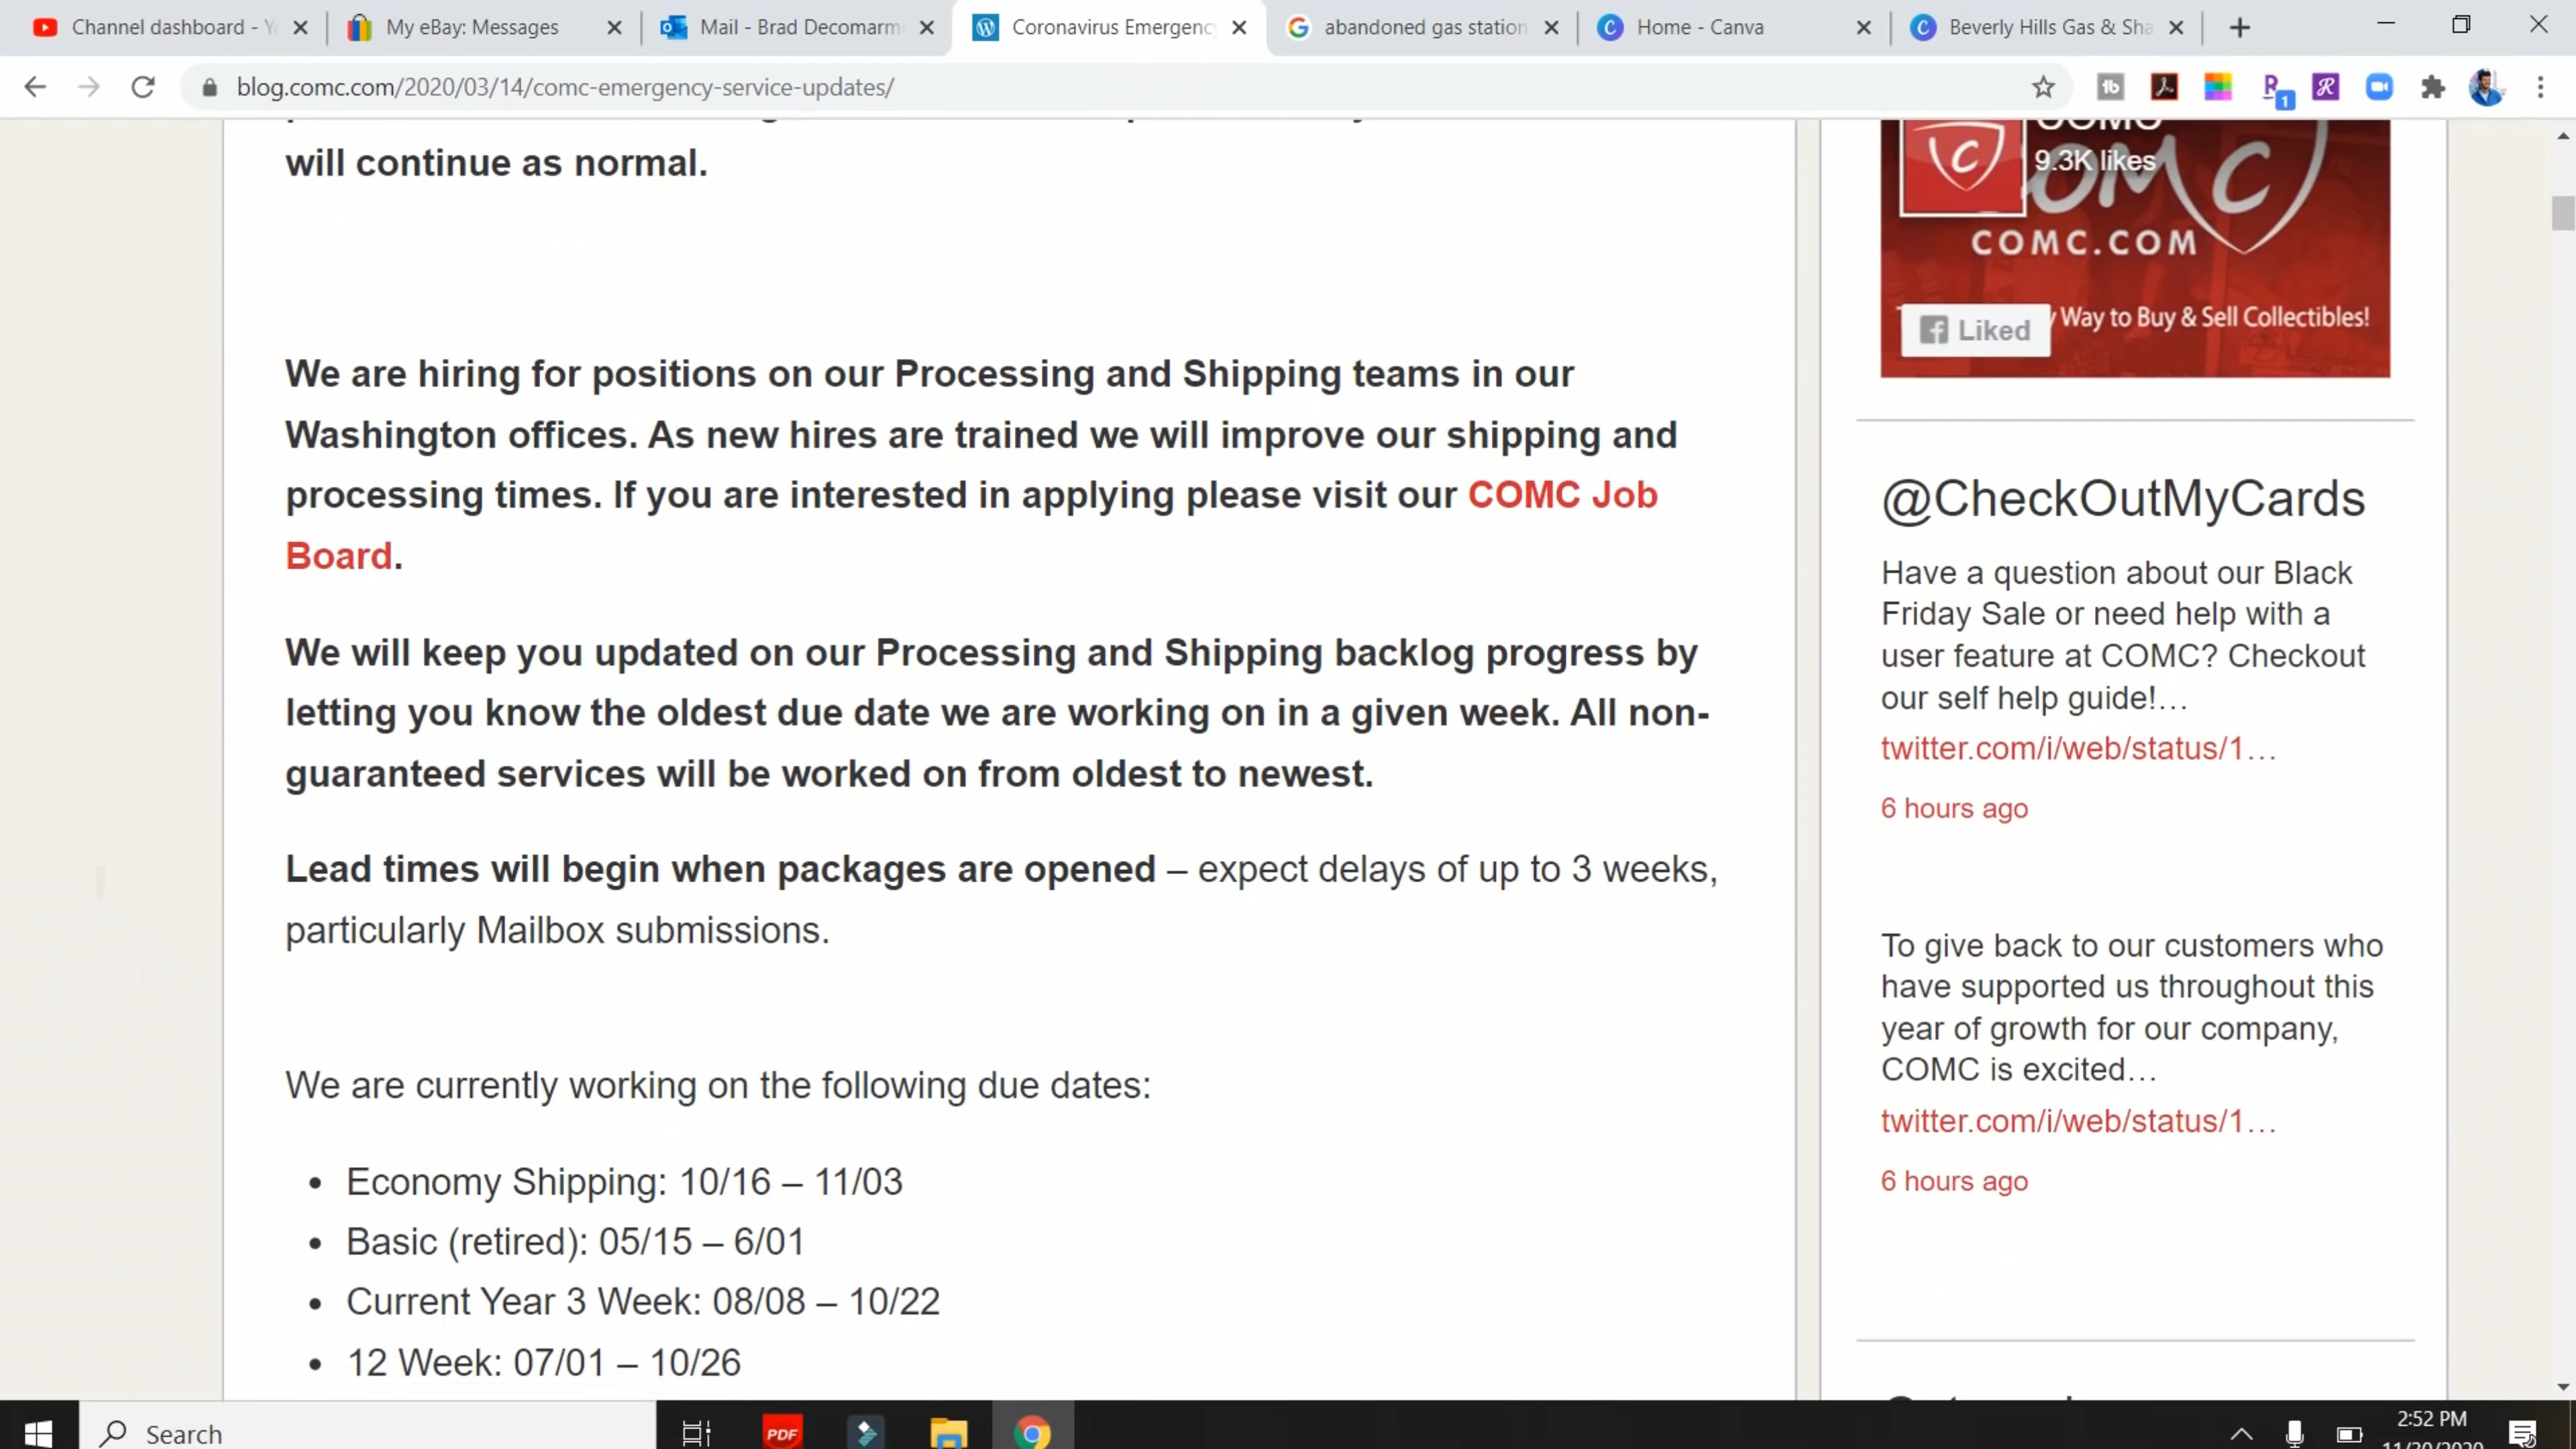 Channel dashboard - Y
My eBay: Messages
Mail - Brad Decomarm
Coronavirus Emergenc
abandoned gas station
Home - Canva
Beverly Hills Gas & Sha
blog.comc.com/2020/03/14/comc-emergency-service-updates/
will continue as normal.
We are hiring for positions on our Processing and Shipping teams in our
Washington offices. As new hires are trained we will improve our shipping and
processing times. If you are interested in applying please visit our COMC Job
Board.
We will keep you updated on our Processing and Shipping backlog progress by
letting you know the oldest due date we are working on in a given week. All non-
guaranteed services will be worked on from oldest to newest.
Lead times will begin when packages are opened – expect delays of up to 3 weeks,
particularly Mailbox submissions.
We are currently working on the following due dates:
• Economy Shipping: 10/16 – 11/03
• Basic (retired): 05/15 – 6/01
• Current Year 3 Week: 08/08 – 10/22
• 12 Week: 07/01 – 10/26
COMC
9.3K likes
COMC
COMC.COM
Liked
Way to Buy & Sell Collectibles!
@CheckOutMyCards
Have a question about our Black
Friday Sale or need help with a
user feature at COMC? Checkout
our self help guide!…
twitter.com/i/web/status/1…
6 hours ago
To give back to our customers who
have supported us throughout this
year of growth for our company,
COMC is excited…
twitter.com/i/web/status/1…
6 hours ago
Search
PDF
2:52 PM